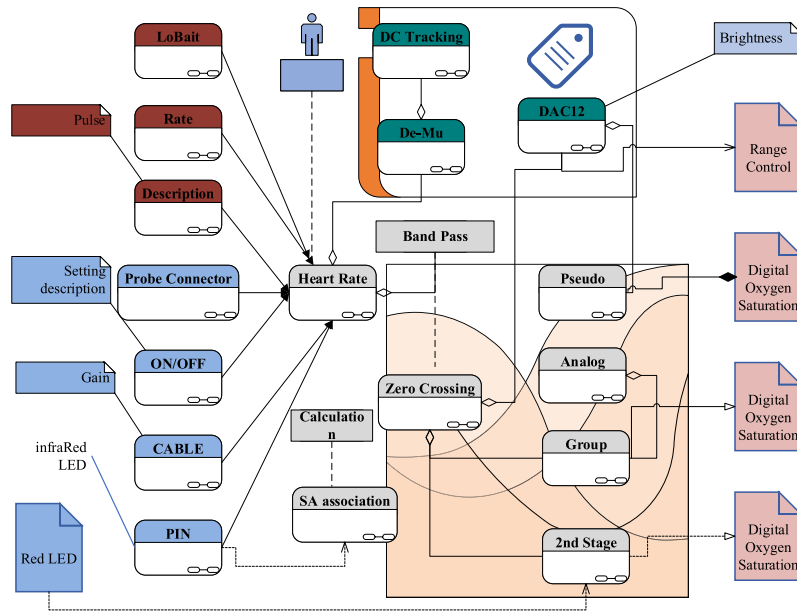 LoBait
DC Tracking
Brightness
Pulse
Rate
De-Mu
DAC12
Range
Control
Description
Band Pass
Setting
description
Probe Connector
Heart Rate
Pseudo
Digital
Oxygen
Saturation
ON/OFF
Analog
Gain
Zero Crossing
Calculatio
n
Digital
Oxygen
Saturation
infraRed
LED
CABLE
Group
SA association
Red LED
PIN
2nd Stage
Digital
Oxygen
Saturation